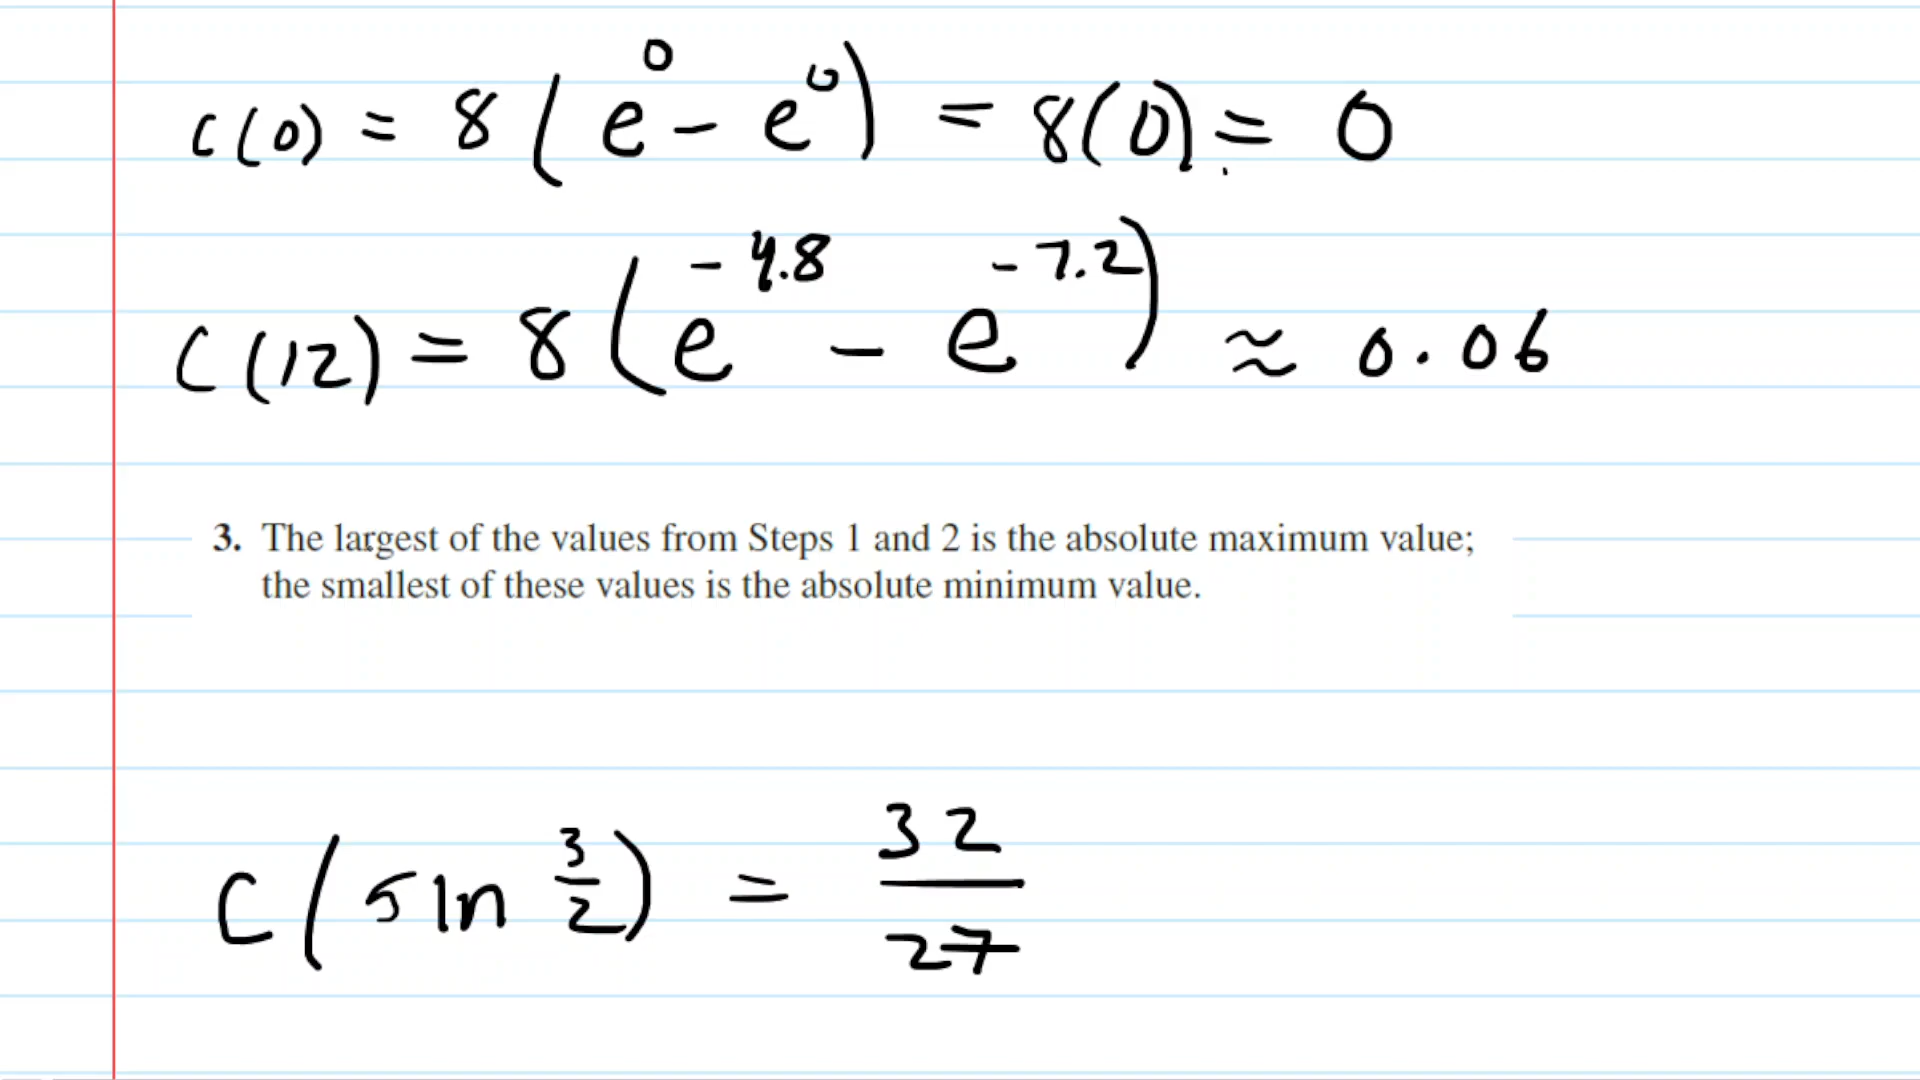 c(0) = 8(e^0 - e^0) = 8(0) = 0
C(12) = 8(e^-4.8 - e^-7.2) ≈ 0.06
3. The largest of the values from Steps 1 and 2 is the absolute maximum value;
the smallest of these values is the absolute minimum value.
C(5ln 3/2) = 32/27